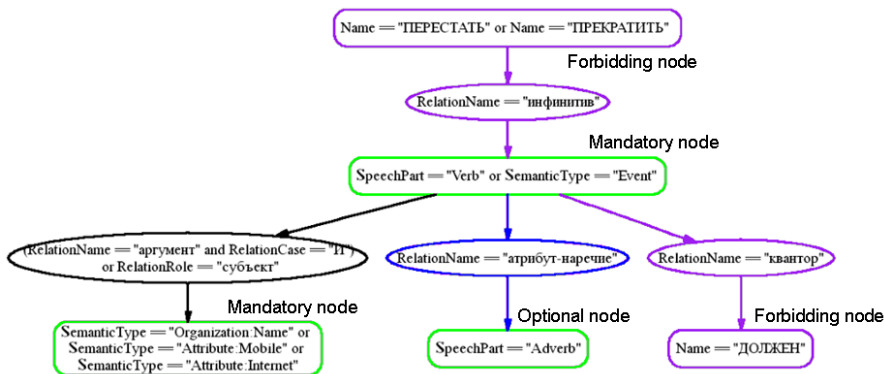 Name == "ПЕРЕСТАТЬ" or Name == "ПРЕКРАТИТЬ"
Forbidding node
RelationName == "инфинитив"
Mandatory node
SpeechPart == "Verb" or SemanticType == "Event"
(RelationName == "аргумент" and RelationCase == "И")
or RelationRole == "субъект"
RelationName == "атрибут-наречие"
RelationName == "квантор"
Mandatory node
Optional node
Forbidding node
SemanticType == "Organization:Name" or
SemanticType == "Attribute:Mobile" or
SemanticType == "Attribute:Internet"
SpeechPart == "Adverb"
Name == "ДОЛЖЕН"